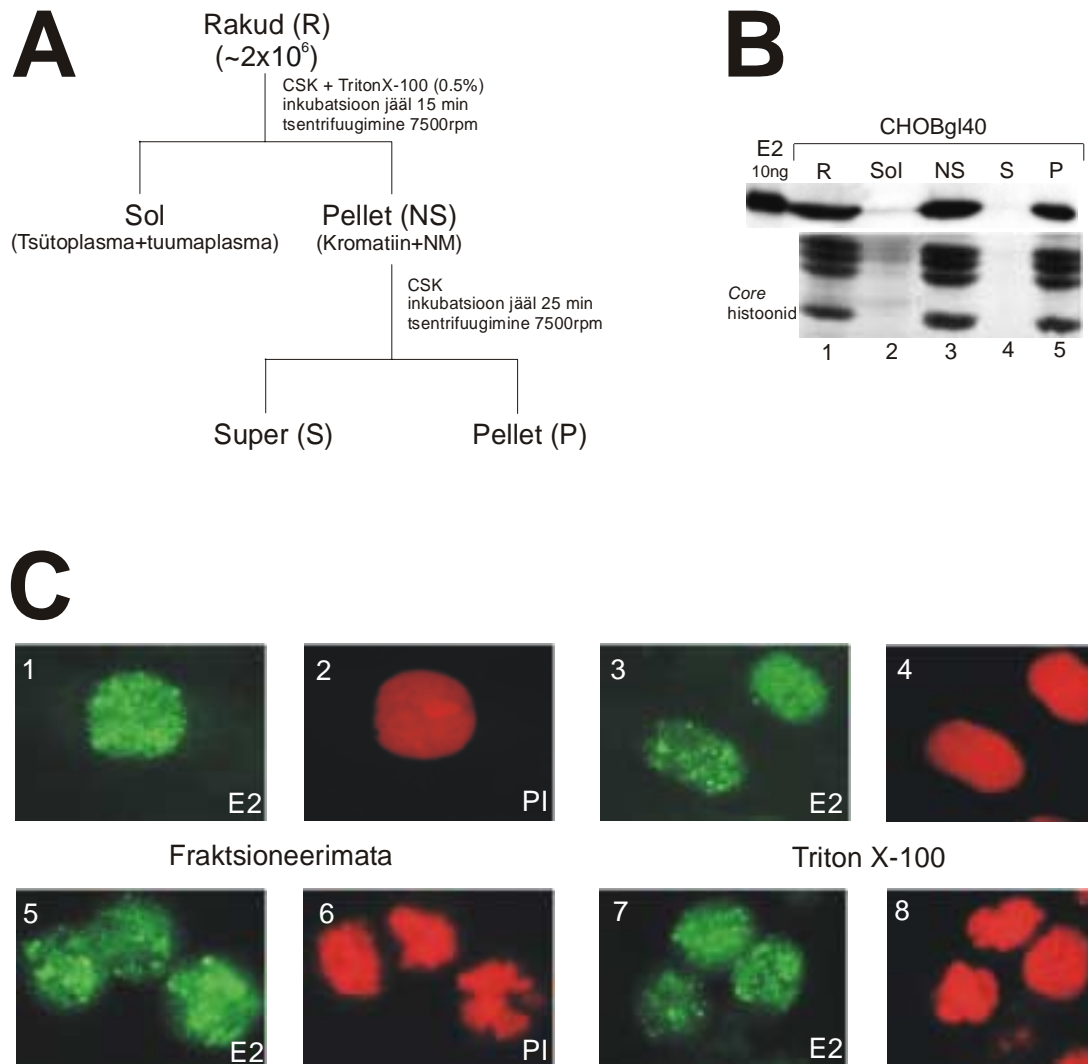 A
Rakud (R)
(~2x10⁶)
CSK + TritonX-100 (0.5%)
inkubatsioon jääl 15 min
tsentrifuugimine 7500rpm
Sol
(Tsütoplasma+tuumaplasma)
Pellet (NS)
(Kromatiin+NM)
CSK
inkubatsioon jääl 25 min
tsentrifuugimine 7500rpm
Super (S)
Pellet (P)
B
CHOBgl40
E2
10ng
R Sol NS S P
Core
histoonid
1 2 3 4 5
C
1 E2
2 PI
3 E2
4
Fraktsioneerimata
Triton X-100
5 E2
6 PI
7 E2
8